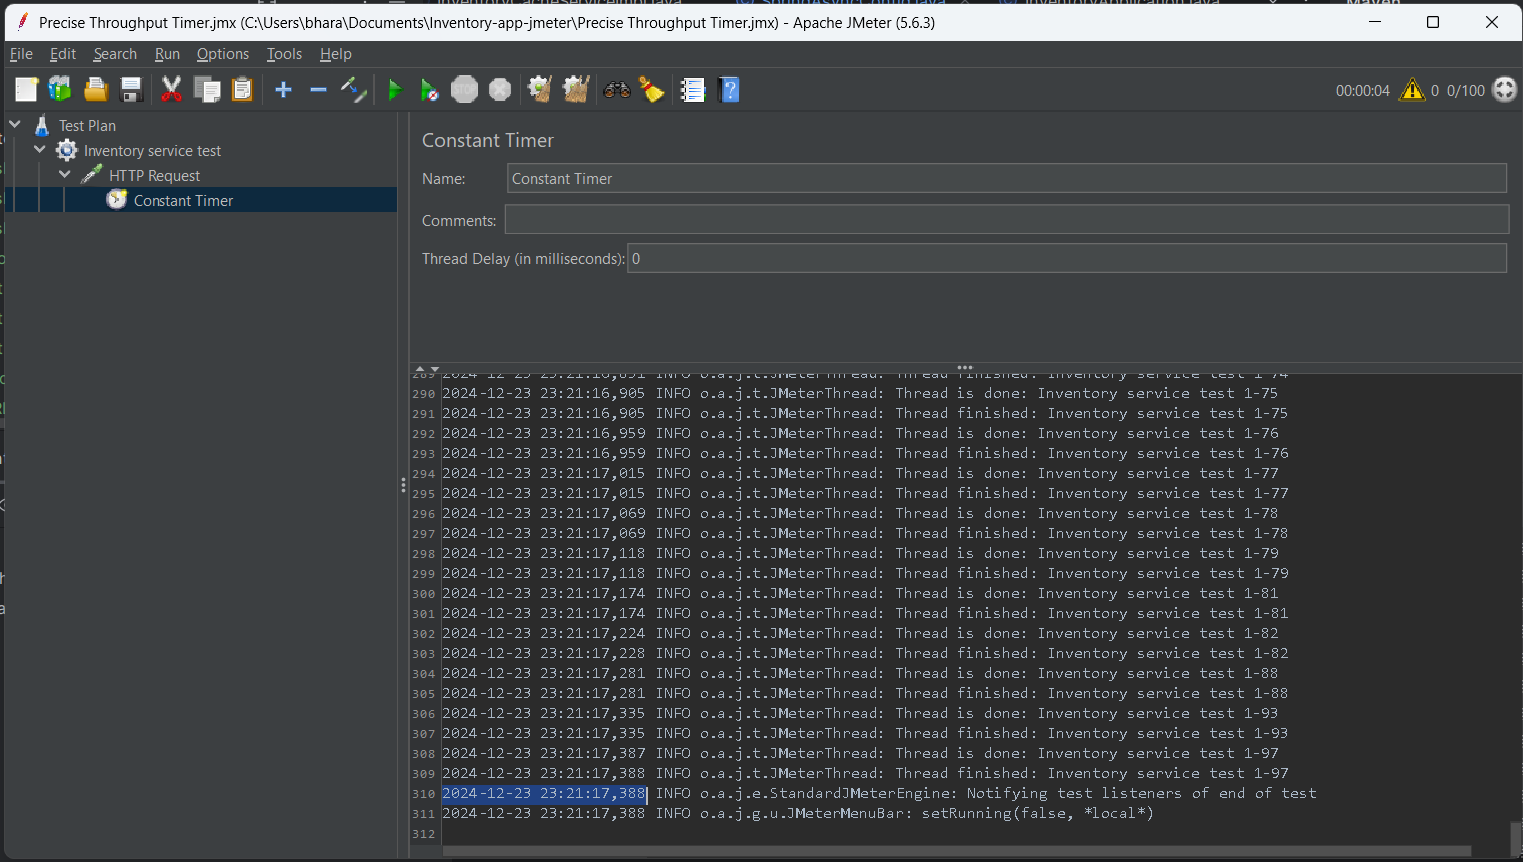 Precise Throughput Timer.jmx (C:\Users\bhara\Documents\Inventory-app-jmeter\Precise Throughput Timer.jmx) - Apache JMeter (5.6.3)
File Edit Search Run Options Tools Help
00:00:04 0 0/100
Test Plan
Inventory service test
HTTP Request
Constant Timer
Constant Timer
Name: Constant Timer
Comments:
Thread Delay (in milliseconds): 0
290 2024-12-23 23:21:16,905 INFO o.a.j.t.JMeterThread: Thread is done: Inventory service test 1-75
291 2024-12-23 23:21:16,905 INFO o.a.j.t.JMeterThread: Thread finished: Inventory service test 1-75
292 2024-12-23 23:21:16,959 INFO o.a.j.t.JMeterThread: Thread is done: Inventory service test 1-76
293 2024-12-23 23:21:16,959 INFO o.a.j.t.JMeterThread: Thread finished: Inventory service test 1-76
294 2024-12-23 23:21:17,015 INFO o.a.j.t.JMeterThread: Thread is done: Inventory service test 1-77
295 2024-12-23 23:21:17,015 INFO o.a.j.t.JMeterThread: Thread finished: Inventory service test 1-77
296 2024-12-23 23:21:17,069 INFO o.a.j.t.JMeterThread: Thread is done: Inventory service test 1-78
297 2024-12-23 23:21:17,069 INFO o.a.j.t.JMeterThread: Thread finished: Inventory service test 1-78
298 2024-12-23 23:21:17,118 INFO o.a.j.t.JMeterThread: Thread is done: Inventory service test 1-79
299 2024-12-23 23:21:17,118 INFO o.a.j.t.JMeterThread: Thread finished: Inventory service test 1-79
300 2024-12-23 23:21:17,174 INFO o.a.j.t.JMeterThread: Thread is done: Inventory service test 1-81
301 2024-12-23 23:21:17,174 INFO o.a.j.t.JMeterThread: Thread finished: Inventory service test 1-81
302 2024-12-23 23:21:17,224 INFO o.a.j.t.JMeterThread: Thread is done: Inventory service test 1-82
303 2024-12-23 23:21:17,228 INFO o.a.j.t.JMeterThread: Thread finished: Inventory service test 1-82
304 2024-12-23 23:21:17,281 INFO o.a.j.t.JMeterThread: Thread is done: Inventory service test 1-88
305 2024-12-23 23:21:17,281 INFO o.a.j.t.JMeterThread: Thread finished: Inventory service test 1-88
306 2024-12-23 23:21:17,335 INFO o.a.j.t.JMeterThread: Thread is done: Inventory service test 1-93
307 2024-12-23 23:21:17,335 INFO o.a.j.t.JMeterThread: Thread finished: Inventory service test 1-93
308 2024-12-23 23:21:17,387 INFO o.a.j.t.JMeterThread: Thread is done: Inventory service test 1-97
309 2024-12-23 23:21:17,388 INFO o.a.j.t.JMeterThread: Thread finished: Inventory service test 1-97
310 2024-12-23 23:21:17,388 INFO o.a.j.e.StandardJMeterEngine: Notifying test listeners of end of test
311 2024-12-23 23:21:17,388 INFO o.a.j.g.u.JMeterMenuBar: setRunning(false, *local*)
312